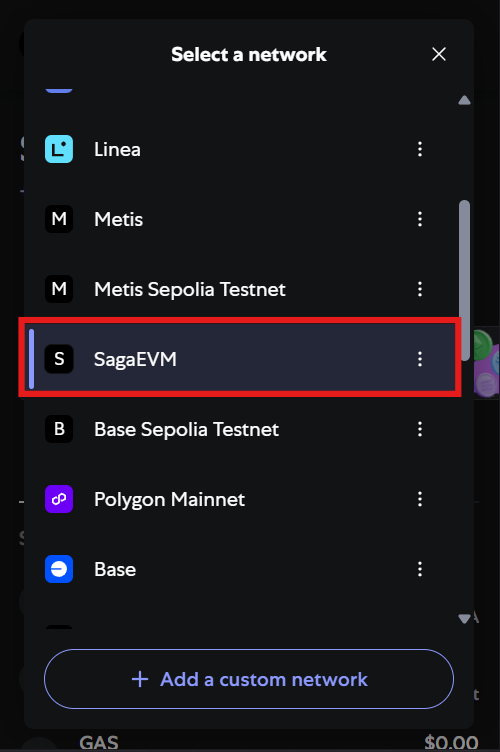 Select a network
L Linea
M Metis
M Metis Sepolia Testnet
S SagaEVM
B Base Sepolia Testnet
Polygon Mainnet
Base
+ Add a custom network
GAS $0.00